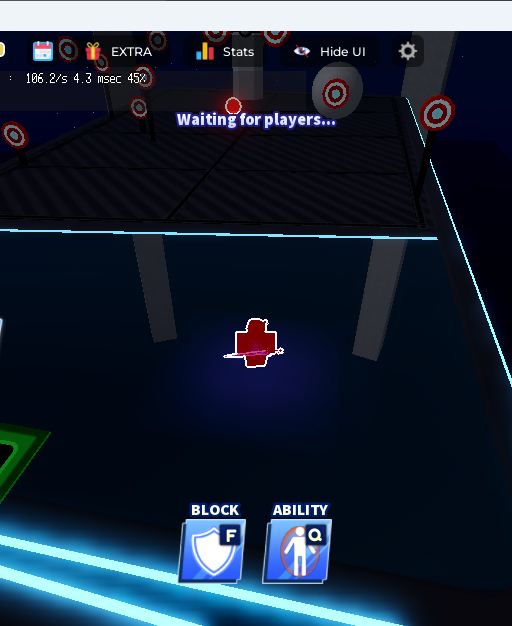 EXTRA
Stats
Hide UI
: 106.2/s 4.3 msec 45%
Waiting for players...
BLOCK
ABILITY
F
Q